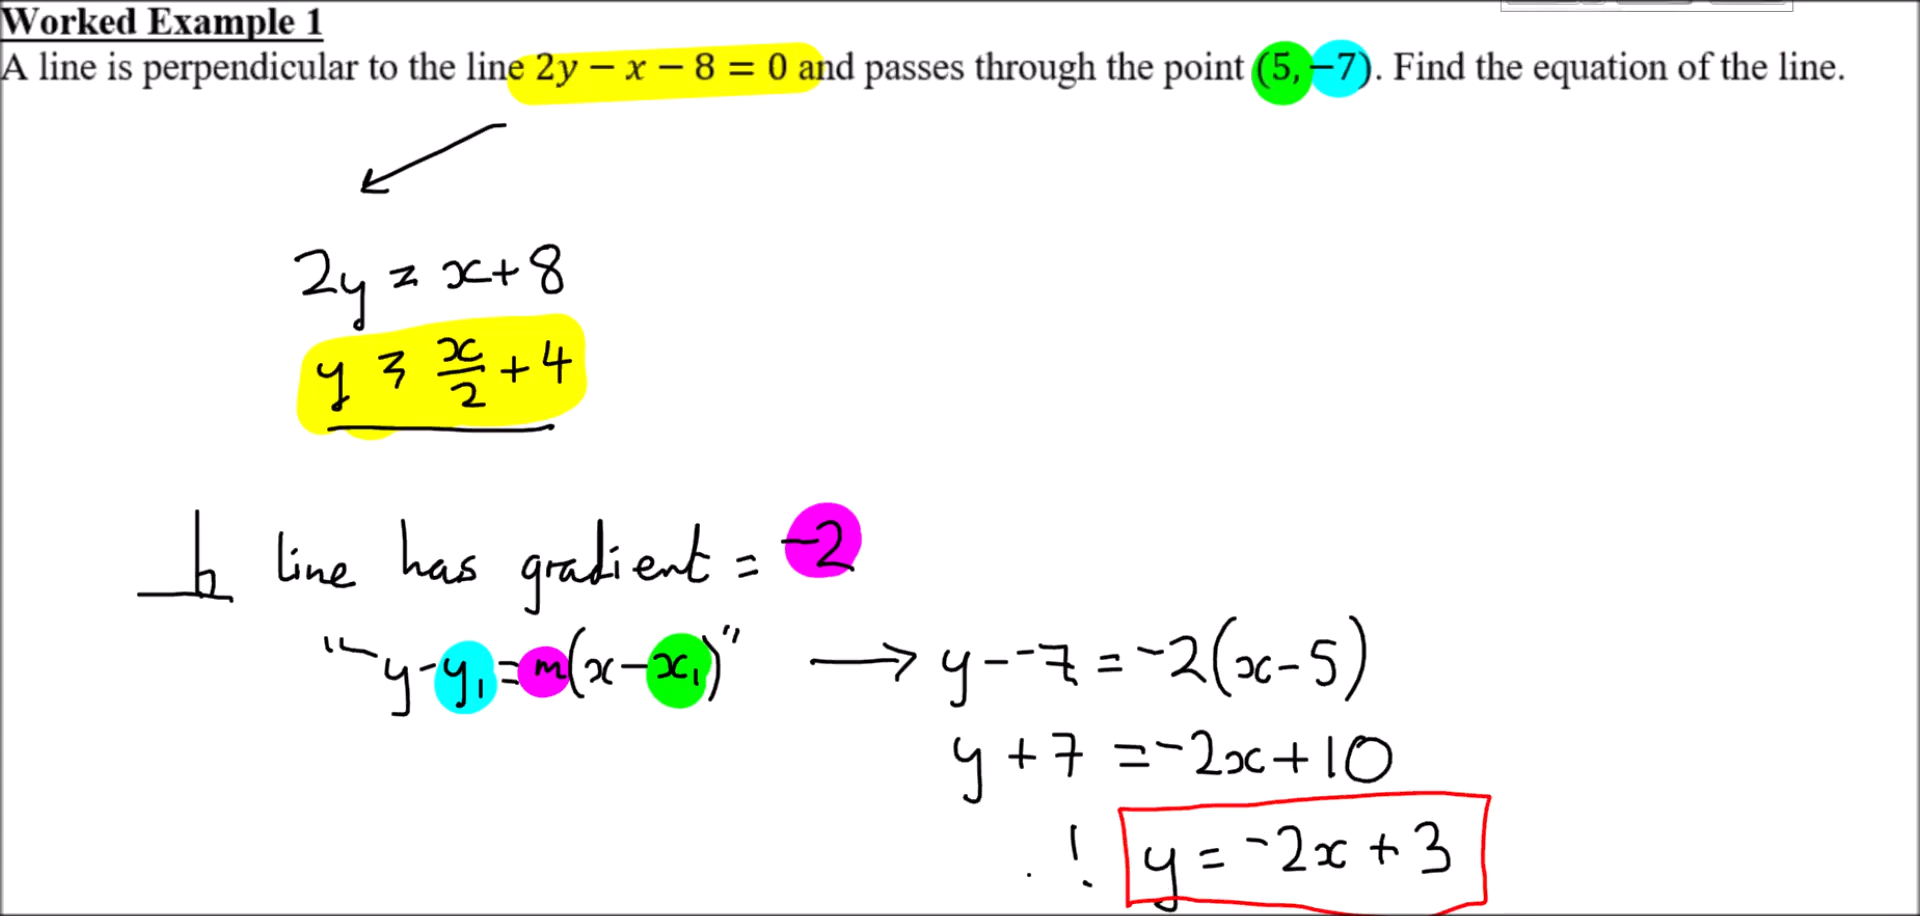 Worked Example 1
A line is perpendicular to the line 2y − x − 8 = 0 and passes through the point (5, −7). Find the equation of the line.
2y = x + 8
y = x/2 + 4
⊥ line has gradient = -2
"y - y₁ = m(x - x₁)" → y - -7 = -2(x - 5)
y + 7 = -2x + 10
y = -2x + 3